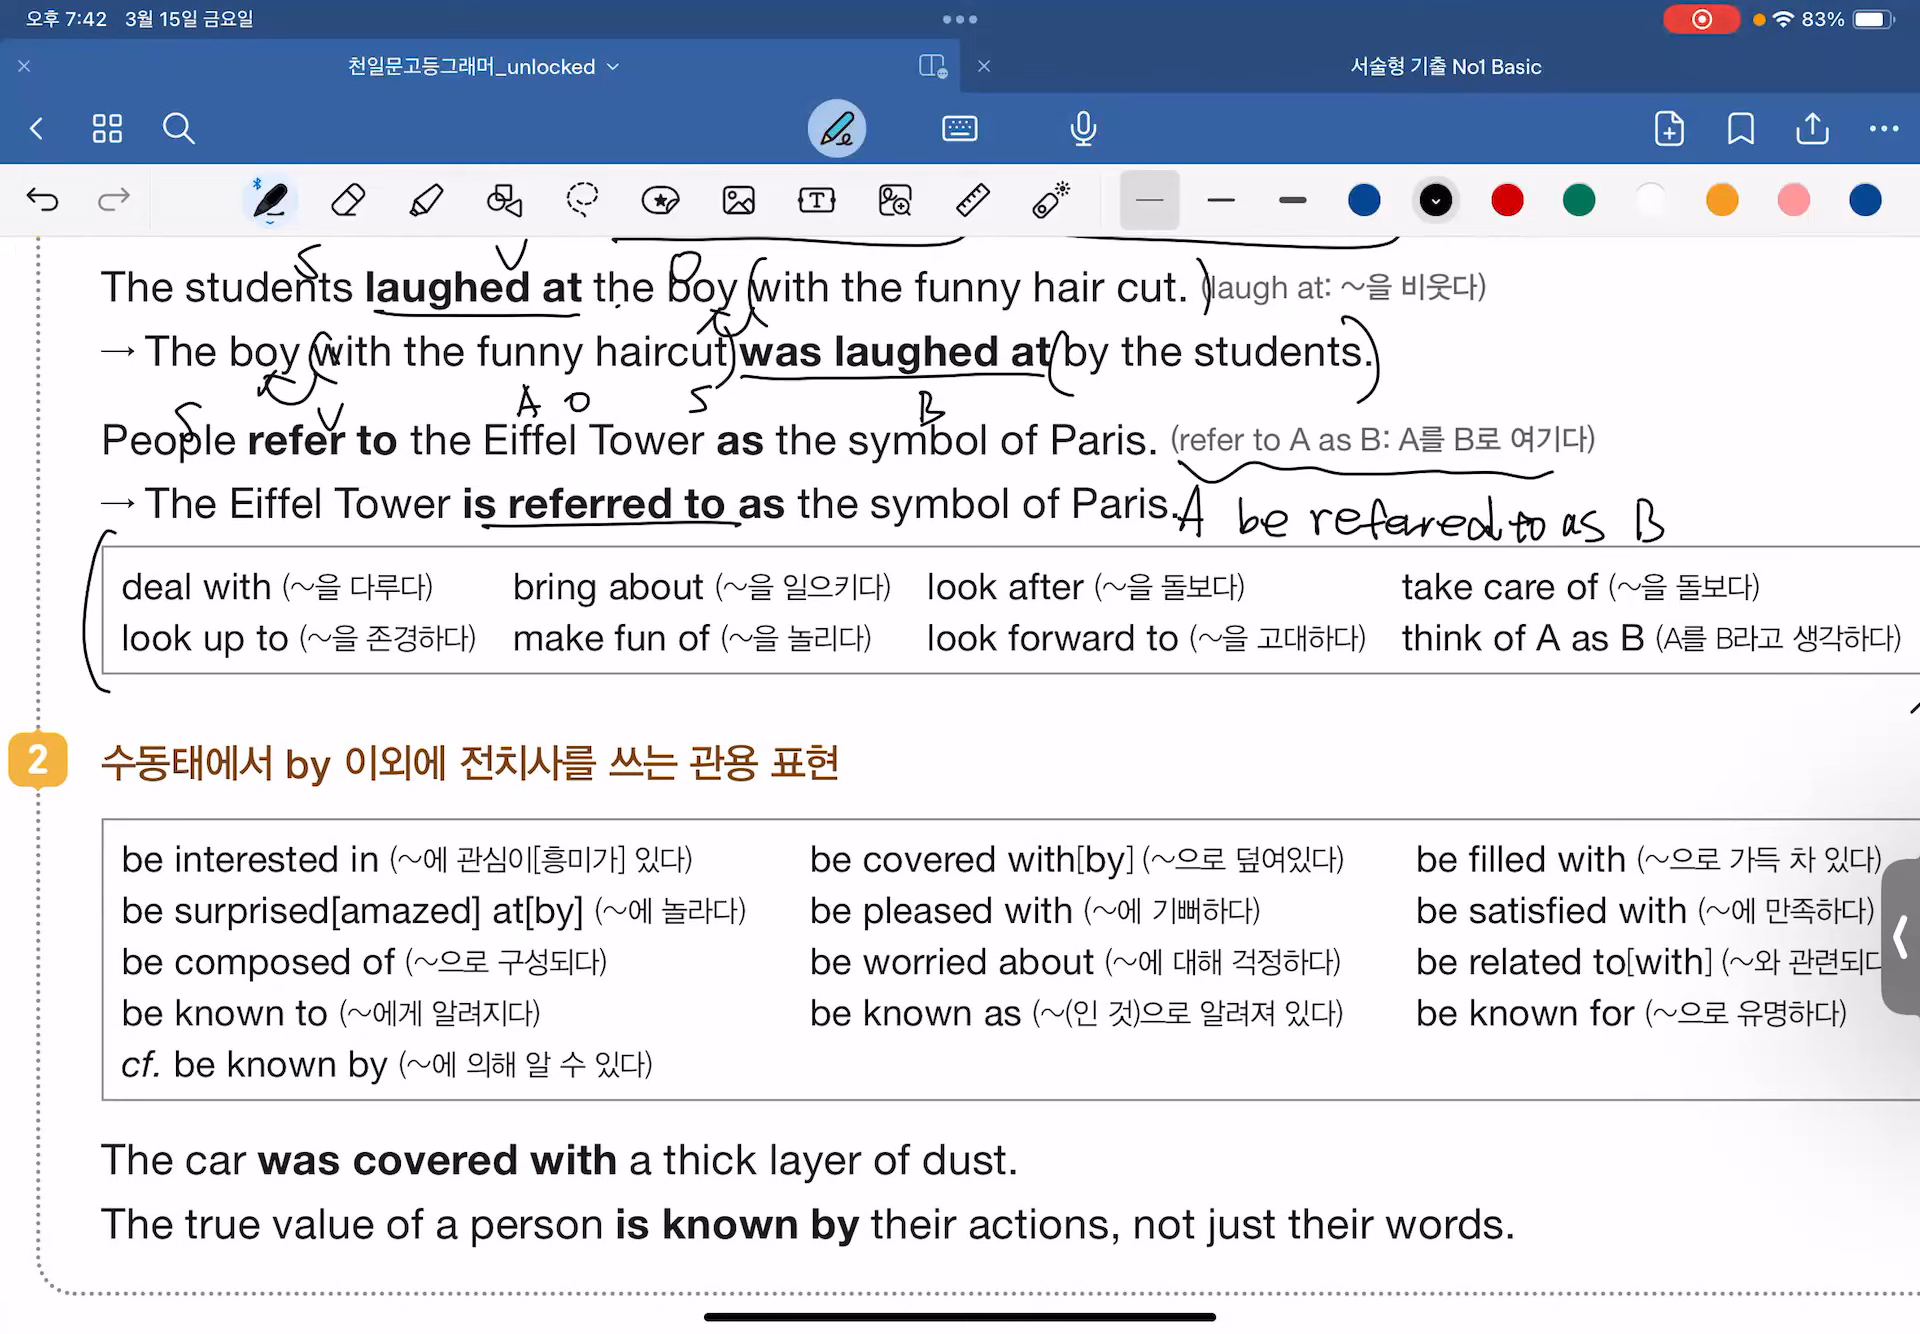 오후 7:42 3월 15일 금요일
83%
천일문고등그래머_unlocked
서술형 기출 No1 Basic
S V O
The students laughed at the boy (with the funny hair cut.) (laugh at: ~을 비웃다)
→ The boy (with the funny haircut) was laughed at (by the students.)
S V A O S B
People refer to the Eiffel Tower as the symbol of Paris. (refer to A as B: A를 B로 여기다)
→ The Eiffel Tower is referred to as the symbol of Paris. A be refered to as B
deal with (~을 다루다) bring about (~을 일으키다) look after (~을 돌보다) take care of (~을 돌보다)
look up to (~을 존경하다) make fun of (~을 놀리다) look forward to (~을 고대하다) think of A as B (A를 B라고 생각하다)
2 수동태에서 by 이외에 전치사를 쓰는 관용 표현
be interested in (~에 관심이[흥미가] 있다) be covered with[by] (~으로 덮여있다) be filled with (~으로 가득 차 있다)
be surprised[amazed] at[by] (~에 놀라다) be pleased with (~에 기뻐하다) be satisfied with (~에 만족하다)
be composed of (~으로 구성되다) be worried about (~에 대해 걱정하다) be related to[with] (~와 관련되다
be known to (~에게 알려지다) be known as (~(인 것)으로 알려져 있다) be known for (~으로 유명하다)
cf. be known by (~에 의해 알 수 있다)
The car was covered with a thick layer of dust.
The true value of a person is known by their actions, not just their words.